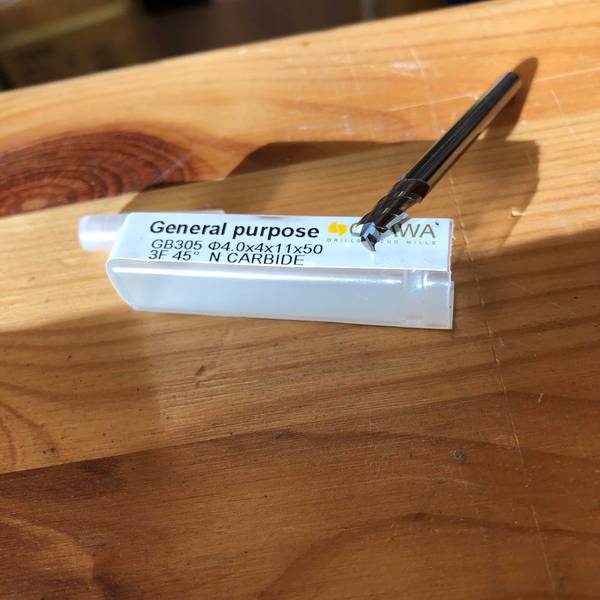 General purpose
GB305 Φ4.0x4x11x50
3F 45° N CARBIDE